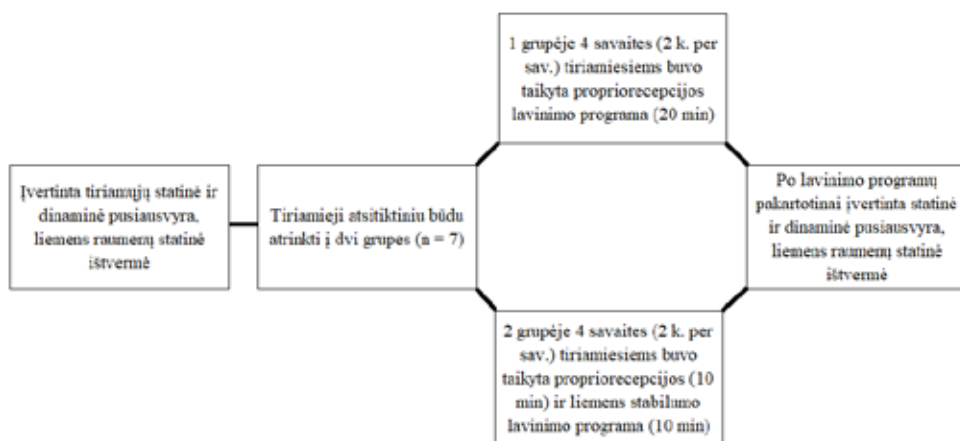 Įvertinta tiriamųjų statinė ir
dinaminė pusiausvyra,
liemens raumenų statinė
ištvermė
Tiriamieji atsitiktiniu būdu
atrinkti į dvi grupes (n = 7)
1 grupėje 4 savaites (2 k. per
sav.) tiriamiesiems buvo
taikyta propriorecepcijos
lavinimo programa (20 min)
2 grupėje 4 savaites (2 k. per
sav.) tiriamiesiems buvo
taikyta propriorecepcijos (10
min) ir liemens stabilumo
lavinimo programa (10 min)
Po lavinimo programų
pakartotinai įvertinta statinė
ir dinaminė pusiausvyra,
liemens raumenų statinė
ištvermė